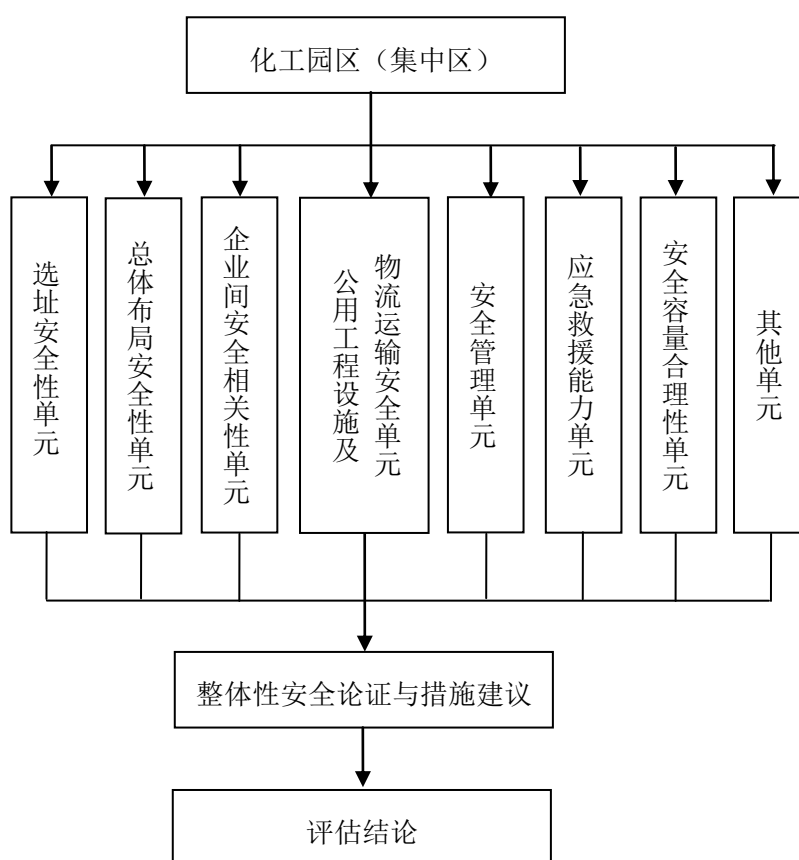 化工园区（集中区）
选址安全性单元
总体布局安全性单元
企业间安全相关性单元
公用工程设施及
物流运输安全单元
安全管理单元
应急救援能力单元
安全容量合理性单元
其他单元
整体性安全论证与措施建议
评估结论